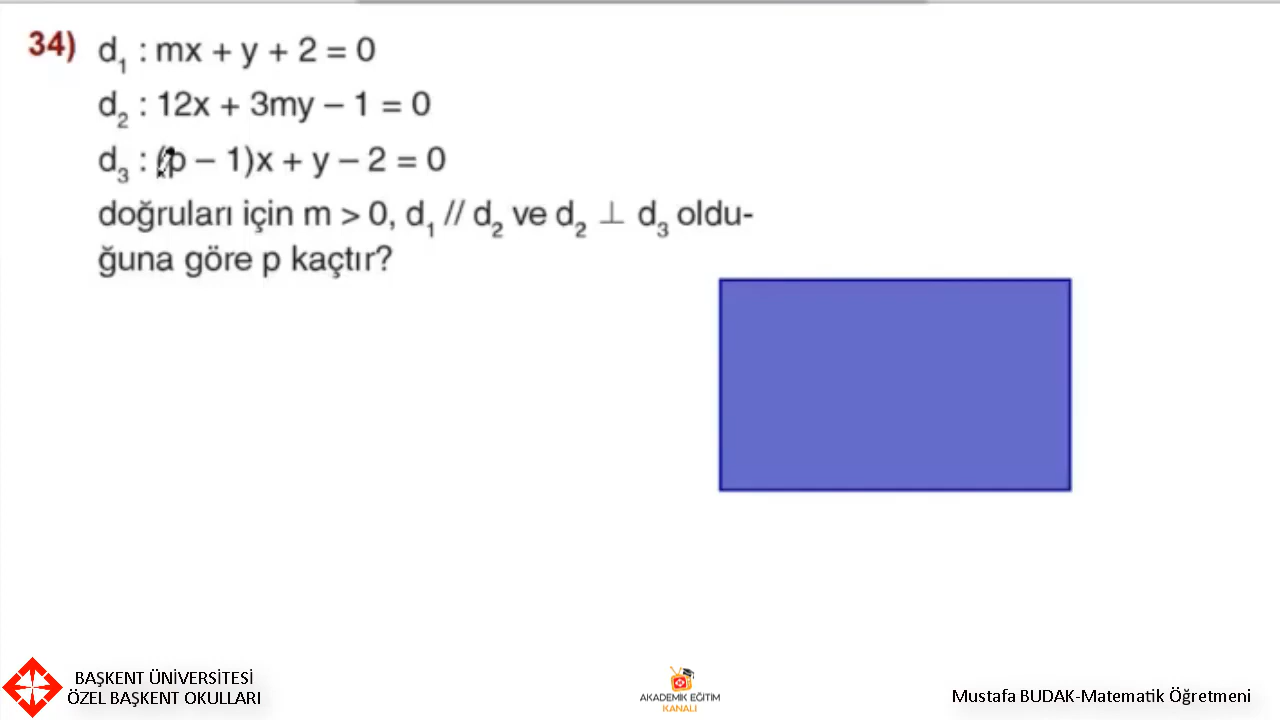 34) d₁ : mx + y + 2 = 0
d₂ : 12x + 3my – 1 = 0
d₃ : (p – 1)x + y – 2 = 0
doğruları için m > 0, d₁ // d₂ ve d₂ ⊥ d₃ oldu-
ğuna göre p kaçtır?
BAŞKENT ÜNİVERSİTESİ
ÖZEL BAŞKENT OKULLARI
AKADEMİK EĞİTİM
KANALI
Mustafa BUDAK-Matematik Öğretmeni